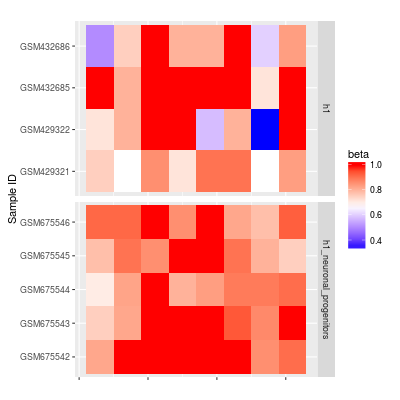 GSM432686
GSM432685
GSM429322
GSM429321
h1
GSM675546
GSM675545
GSM675544
GSM675543
GSM675542
h1_neuronal_progenitors
Sample ID
beta
1.0
0.8
0.6
0.4